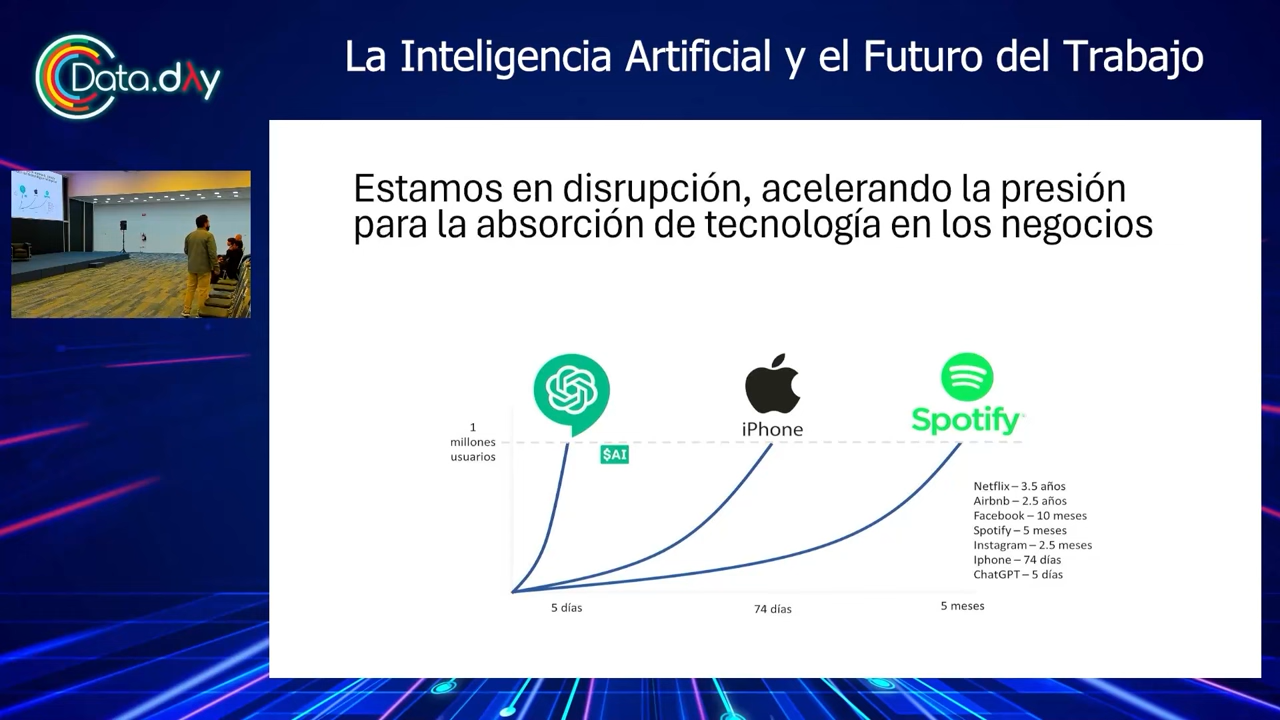 Data.dλy
La Inteligencia Artificial y el Futuro del Trabajo
Estamos en disrupción, acelerando la presión
para la absorción de tecnología en los negocios
1
millones
usuarios
$AI
iPhone
Spotify
Netflix – 3.5 años
Airbnb – 2.5 años
Facebook – 10 meses
Spotify – 5 meses
Instagram – 2.5 meses
Iphone – 74 días
ChatGPT – 5 días
5 días
74 días
5 meses